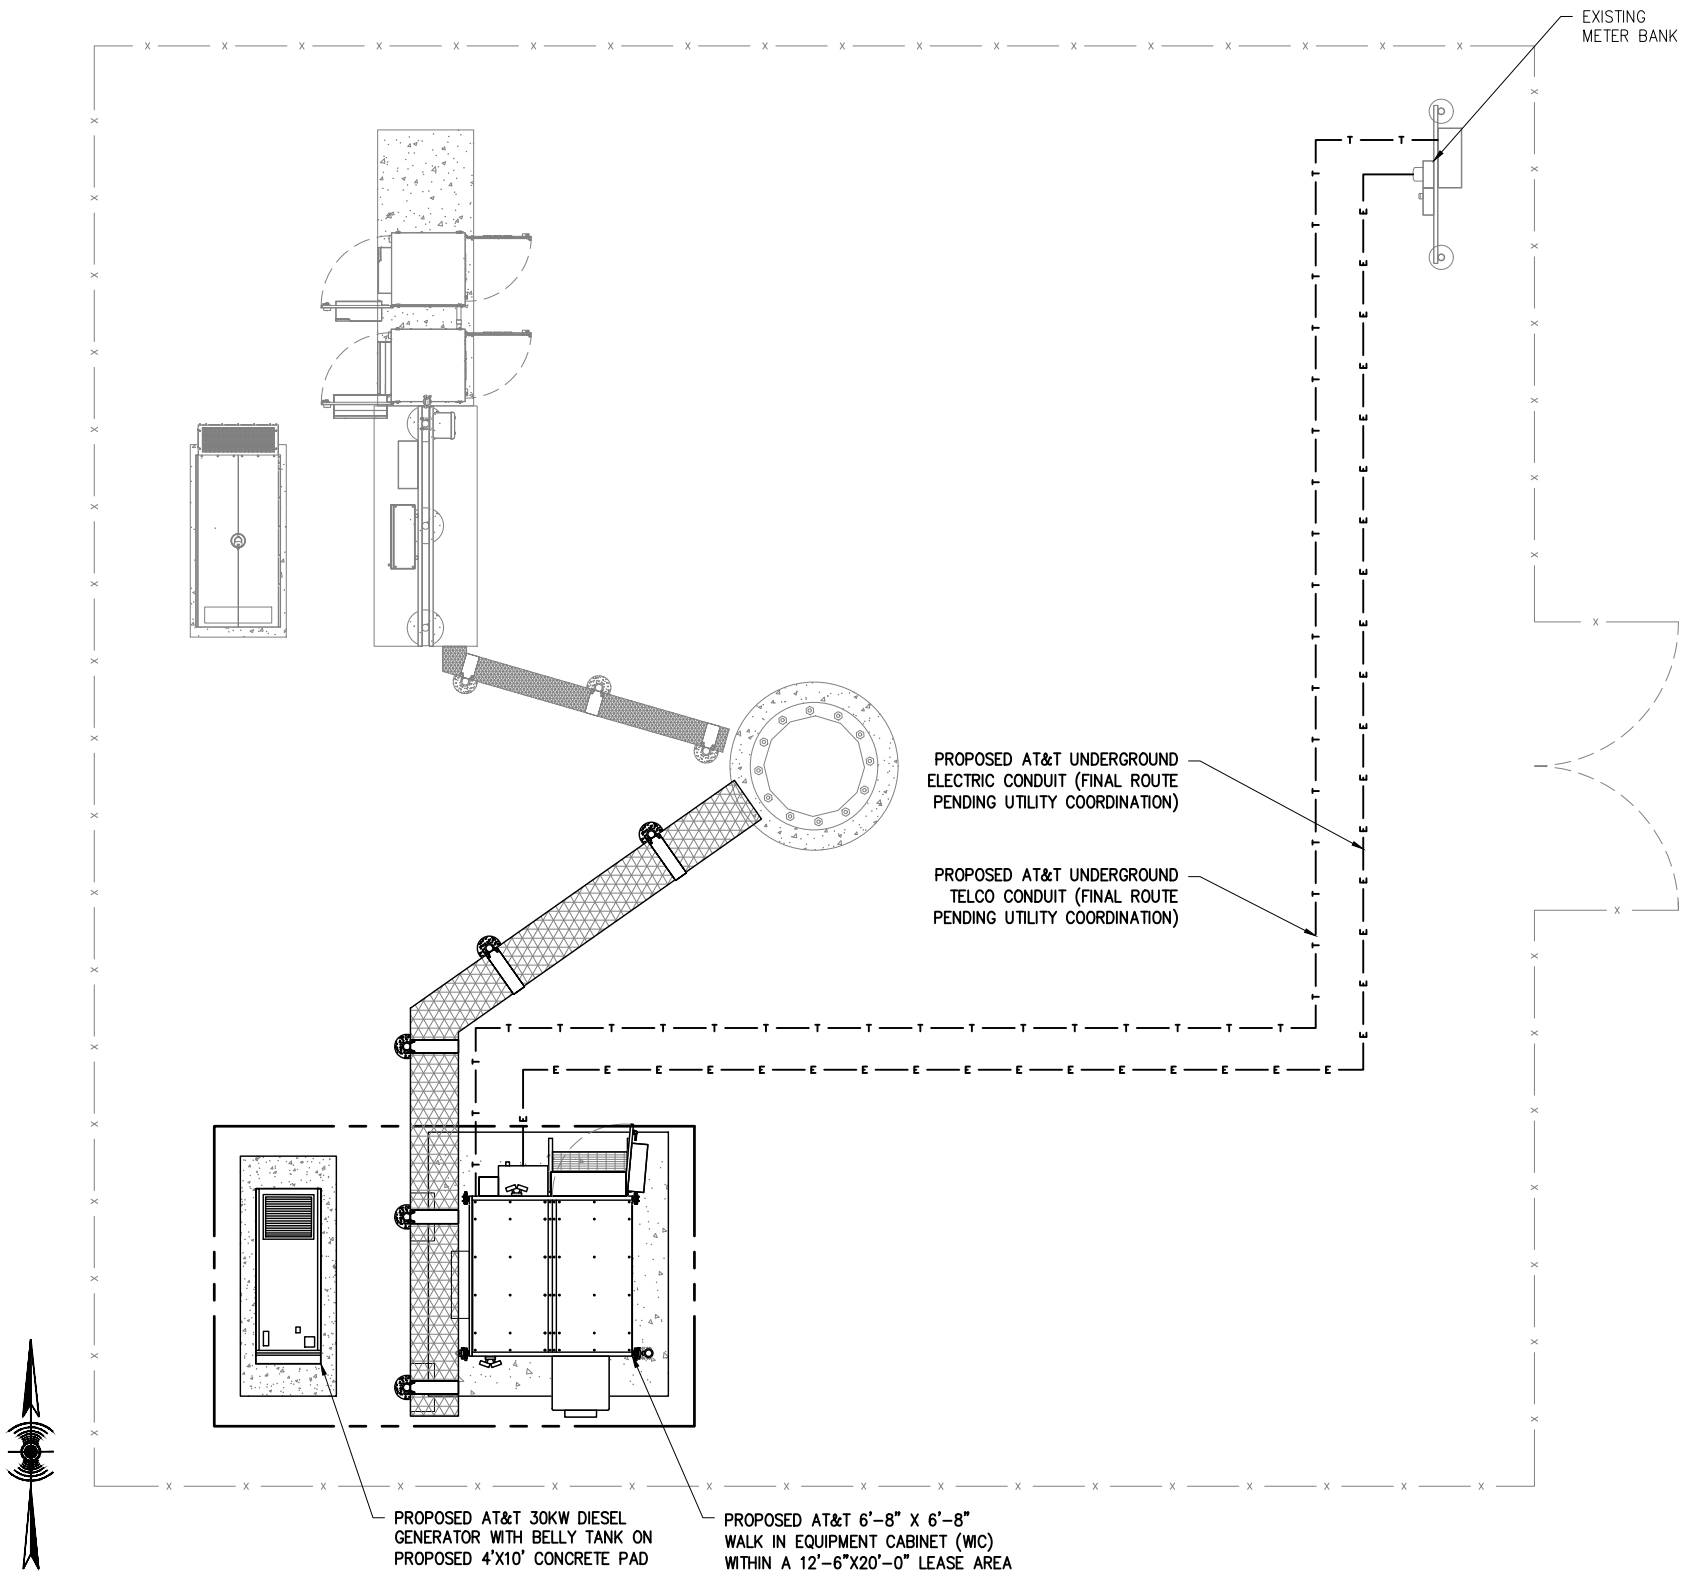 EXISTING
METER BANK
PROPOSED AT&T UNDERGROUND
ELECTRIC CONDUIT (FINAL ROUTE
PENDING UTILITY COORDINATION)
PROPOSED AT&T UNDERGROUND
TELCO CONDUIT (FINAL ROUTE
PENDING UTILITY COORDINATION)
PROPOSED AT&T 30KW DIESEL
GENERATOR WITH BELLY TANK ON
PROPOSED 4'X10' CONCRETE PAD
PROPOSED AT&T 6'-8" X 6'-8"
WALK IN EQUIPMENT CABINET (WIC)
WITHIN A 12'-6"X20'-0" LEASE AREA